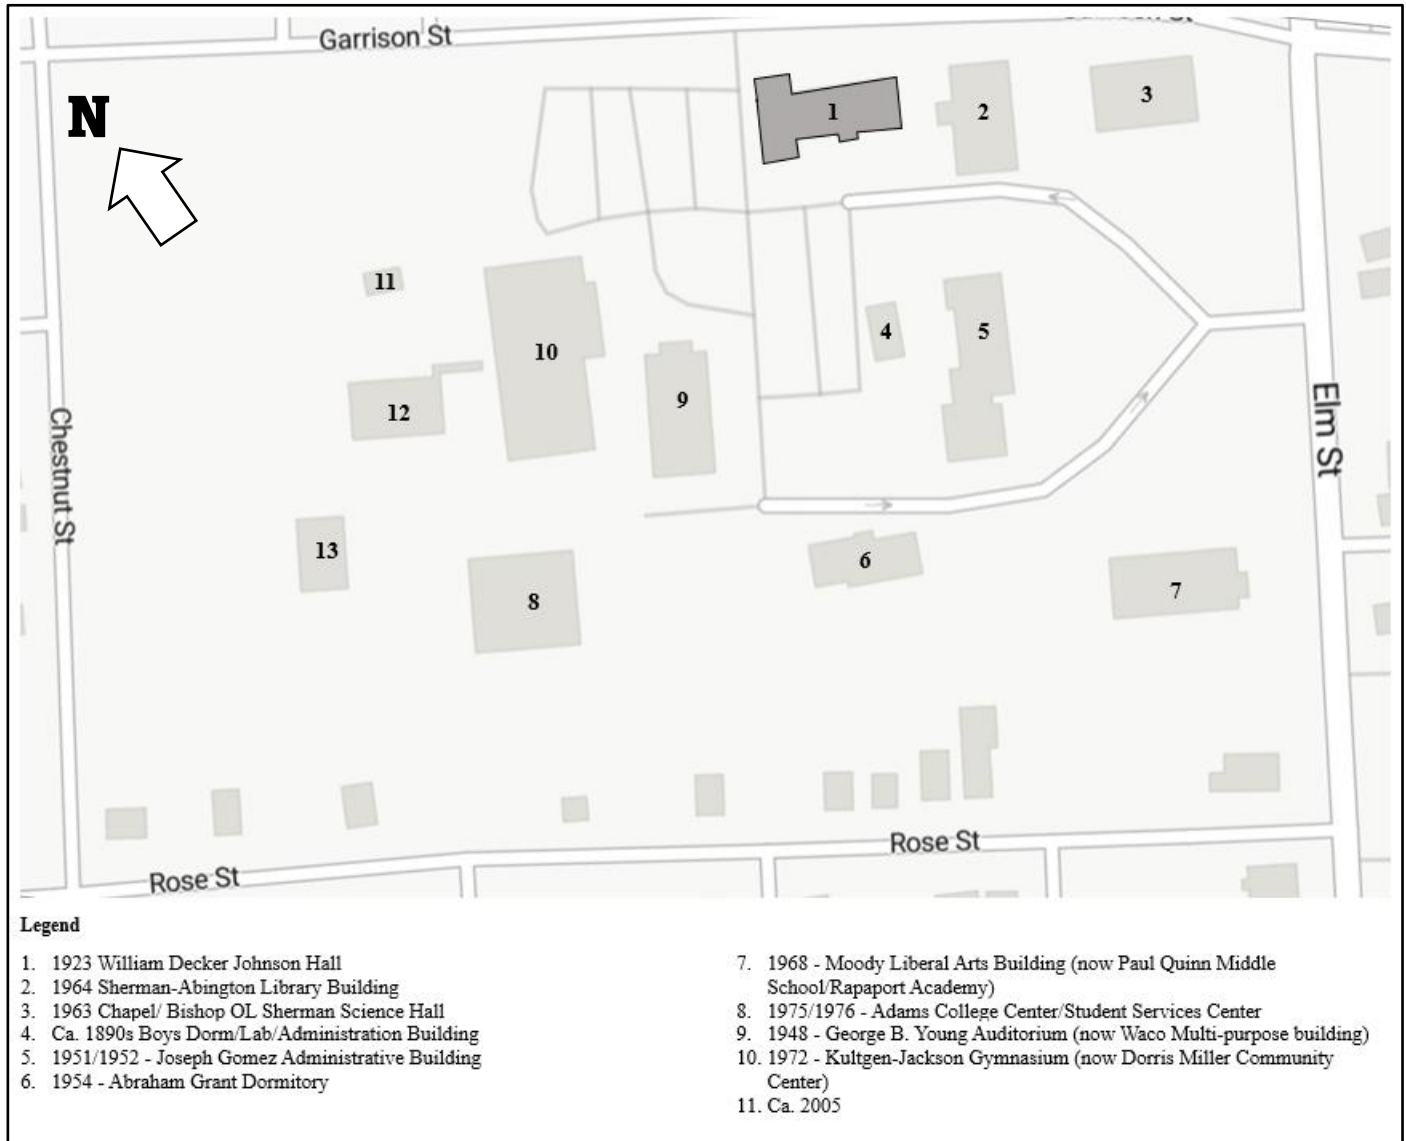 Garrison St
N
1
2
3
11
10
4
5
9
12
Elm St
Chestnut St
13
6
8
7
Rose St
Rose St
Legend
1. 1923 William Decker Johnson Hall
2. 1964 Sherman-Abington Library Building
3. 1963 Chapel/ Bishop OL Sherman Science Hall
4. Ca. 1890s Boys Dorm/Lab/Administration Building
5. 1951/1952 - Joseph Gomez Administrative Building
6. 1954 - Abraham Grant Dormitory
7. 1968 - Moody Liberal Arts Building (now Paul Quinn Middle
School/Rapaport Academy)
8. 1975/1976 - Adams College Center/Student Services Center
9. 1948 - George B. Young Auditorium (now Waco Multi-purpose building)
10. 1972 - Kultgen-Jackson Gymnasium (now Dorris Miller Community
Center)
11. Ca. 2005